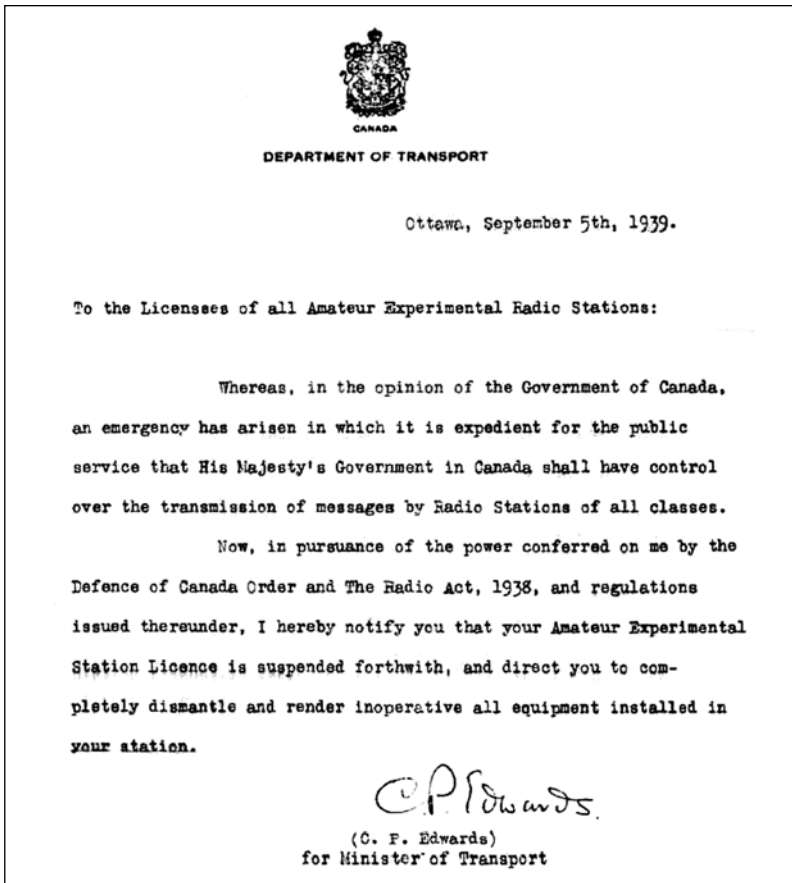 CANADA
DEPARTMENT OF TRANSPORT
Ottawa, September 5th, 1939.
To the Licensees of all Amateur Experimental Radio Stations:
Whereas, in the opinion of the Government of Canada,
an emergency has arisen in which it is expedient for the public
service that His Majesty's Government in Canada shall have control
over the transmission of messages by Radio Stations of all classes.
Now, in pursuance of the power conferred on me by the
Defence of Canada Order and The Radio Act, 1938, and regulations
issued thereunder, I hereby notify you that your Amateur Experimental
Station Licence is suspended forthwith, and direct you to com-
pletely dismantle and render inoperative all equipment installed in
your station.
C.P. Edwards.
(C. P. Edwards)
for Minister of Transport